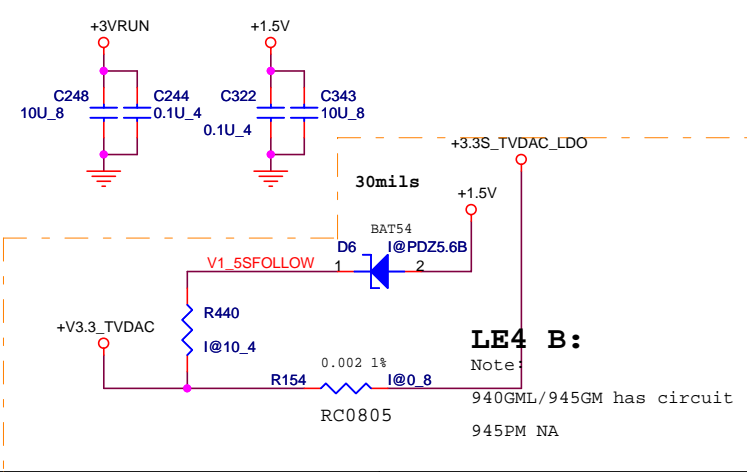 +3VRUN
+1.5V
C248
10U_8
C244
0.1U_4
C322
0.1U_4
C343
10U_8
+3.3S_TVDAC_LDO
30mils
+1.5V
BAT54
D6
I@PDZ5.6B
V1_5SFOLLOW
1
2
+V3.3_TVDAC
R440
I@10_4
0.002 1%
R154
I@0_8
RC0805
LE4 B:
Note:
940GML/945GM has circuit
945PM NA